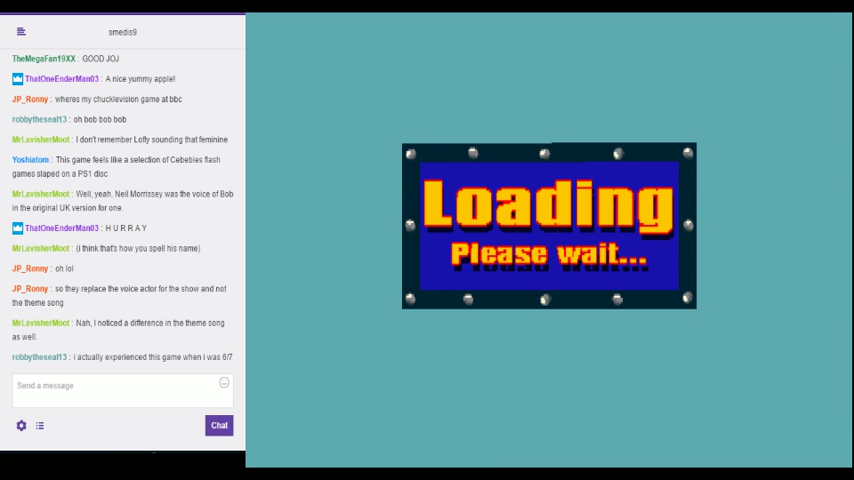 smedis9
TheMegaFan19XX : GOOD JOJ
ThatOneEnderMan03 : A nice yummy apple!
JP_Ronny : wheres my chucklevision game at bbc
robbytheseal13 : oh bob bob bob
MrLavisherMoot : I don't remember Lofty sounding that feminine
Yoshiatom : This game feels like a selection of Cebebies flash
games slaped on a PS1 disc
MrLavisherMoot : Well, yeah. Neil Morrissey was the voice of Bob
in the original UK version for one.
ThatOneEnderMan03 : H U R R A Y
MrLavisherMoot : (i think that's how you spell his name)
JP_Ronny : oh lol
JP_Ronny : so they replace the voice actor for the show and not
the theme song
MrLavisherMoot : Nah, I noticed a difference in the theme song
as well.
robbytheseal13 : i actually experienced this game when i was 6/7
Send a message
Chat
Loading
Please wait...